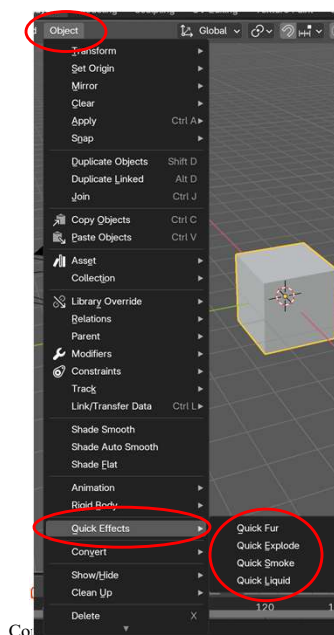 Object
Global
Transform
Set Origin
Mirror
Clear
Apply Ctrl A
Snap
Duplicate Objects Shift D
Duplicate Linked Alt D
Join Ctrl J
Copy Objects Ctrl C
Paste Objects Ctrl V
Asset
Collection
Library Override
Relations
Parent
Modifiers
Constraints
Track
Link/Transfer Data Ctrl L
Shade Smooth
Shade Auto Smooth
Shade Flat
Animation
Rigid Body
Quick Effects
Quick Fur
Quick Explode
Quick Smoke
Quick Liquid
Convert
Show/Hide
Clean Up
Delete X
120